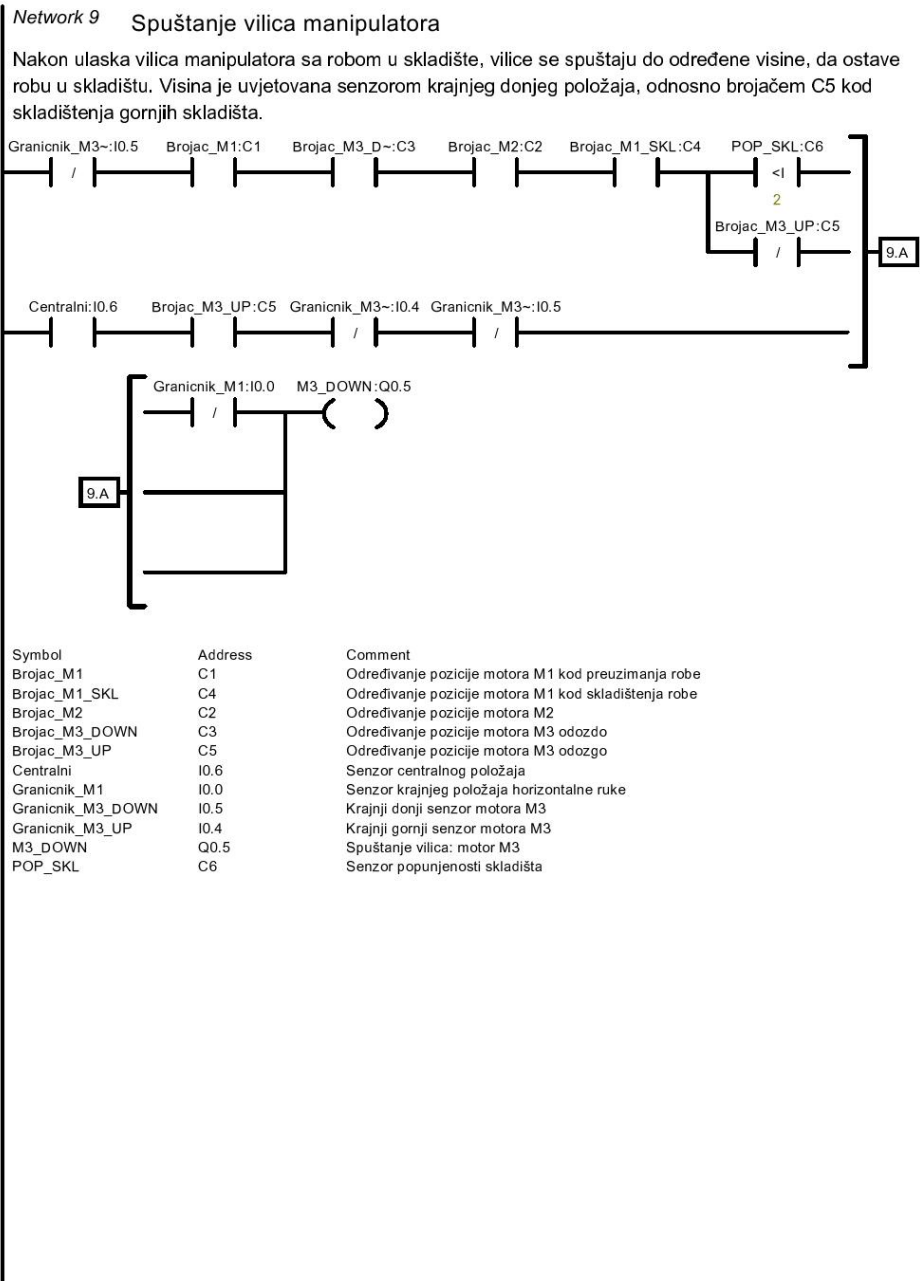 Network 9 Spuštanje vilica manipulatora
Nakon ulaska vilica manipulatora sa robom u skladište, vilice se spuštaju do određene visine, da ostave
robu u skladištu. Visina je uvjetovana senzorom krajnjeg donjeg položaja, odnosno brojačem C5 kod
skladištenja gornjih skladišta.
Granicnik_M3~:I0.5 Brojac_M1:C1 Brojac_M3_D~:C3 Brojac_M2:C2 Brojac_M1_SKL:C4 POP_SKL:C6
/ <I
2
Brojac_M3_UP:C5
/ 9.A
Centralni:I0.6 Brojac_M3_UP:C5 Granicnik_M3~:I0.4 Granicnik_M3~:I0.5
/ /
Granicnik_M1:I0.0 M3_DOWN:Q0.5
/
9.A
Symbol Address Comment
Brojac_M1 C1 Određivanje pozicije motora M1 kod preuzimanja robe
Brojac_M1_SKL C4 Određivanje pozicije motora M1 kod skladištenja robe
Brojac_M2 C2 Određivanje pozicije motora M2
Brojac_M3_DOWN C3 Određivanje pozicije motora M3 odozdo
Brojac_M3_UP C5 Određivanje pozicije motora M3 odozgo
Centralni I0.6 Senzor centralnog položaja
Granicnik_M1 I0.0 Senzor krajnjeg položaja horizontalne ruke
Granicnik_M3_DOWN I0.5 Krajnji donji senzor motora M3
Granicnik_M3_UP I0.4 Krajnji gornji senzor motora M3
M3_DOWN Q0.5 Spuštanje vilica: motor M3
POP_SKL C6 Senzor popunjenosti skladišta